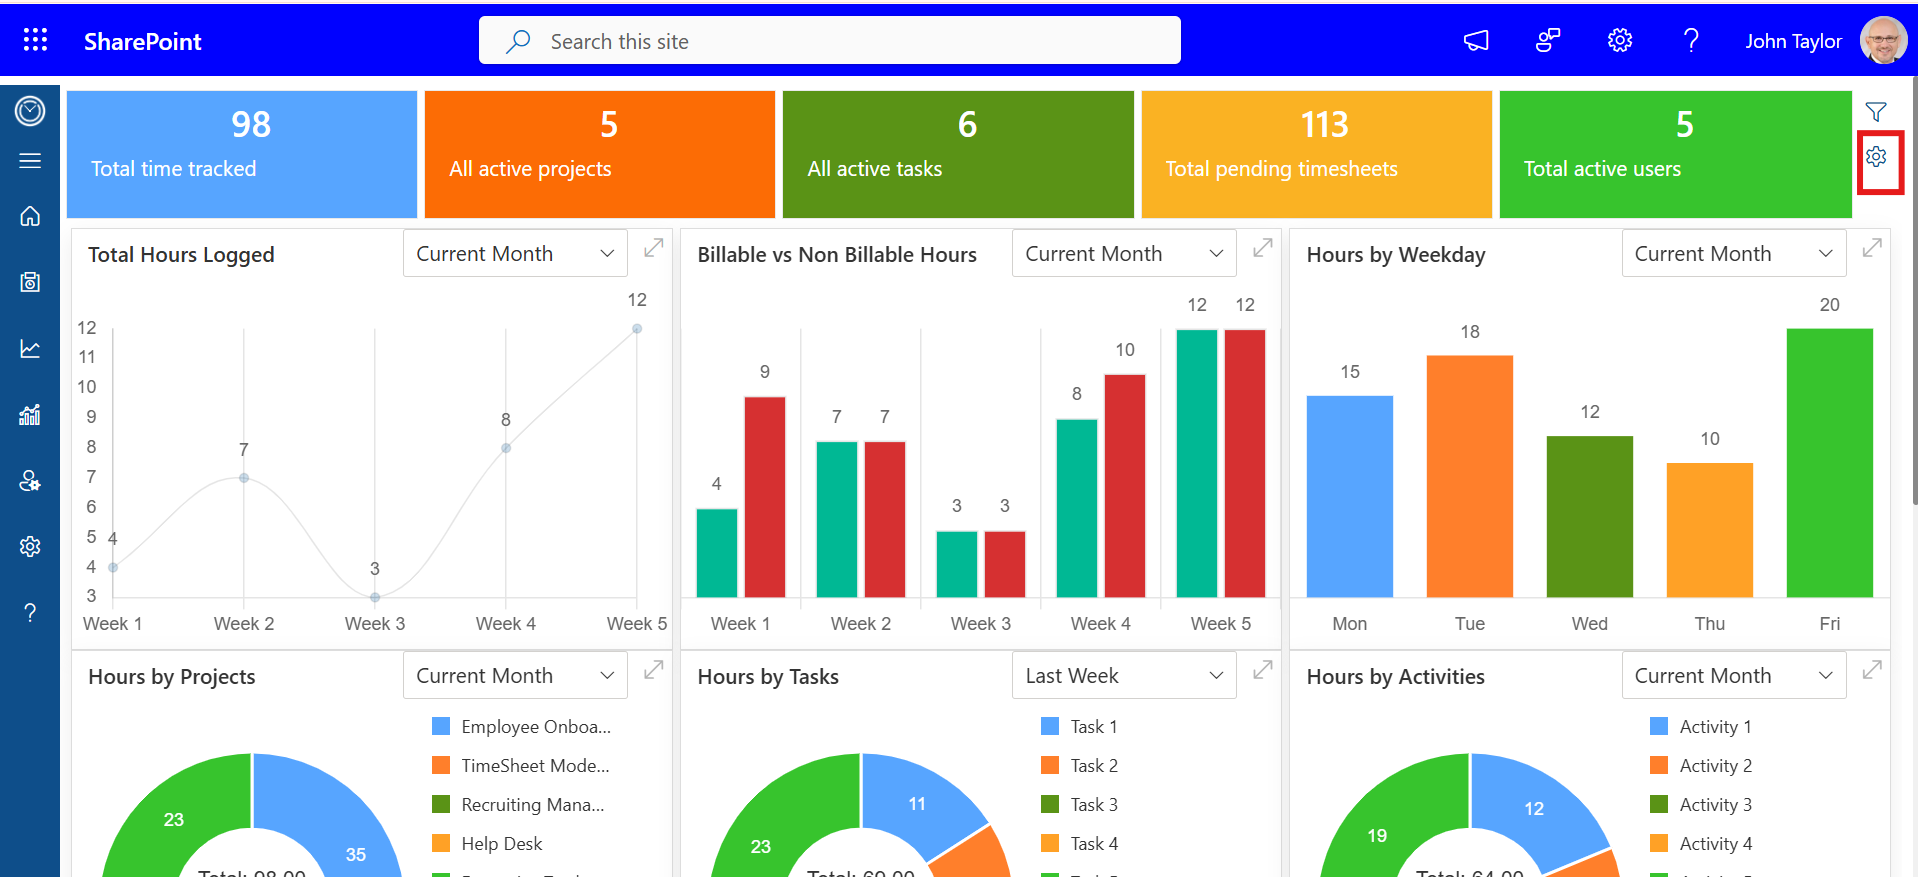 SharePoint
Search this site
?
John Taylor
98
Total time tracked
5
All active projects
6
All active tasks
113
Total pending timesheets
5
Total active users
Total Hours Logged
Current Month
12
12
11
10
9
8
7
6
5
4
3
4
7
3
8
Week 1
Week 2
Week 3
Week 4
Week 5
Billable vs Non Billable Hours
Current Month
4
9
7
7
3
3
8
10
12
12
Week 1
Week 2
Week 3
Week 4
Week 5
Hours by Weekday
Current Month
15
18
12
10
20
Mon
Tue
Wed
Thu
Fri
?
Hours by Projects
Current Month
Employee Onboa...
TimeSheet Mode...
Recruiting Mana...
Help Desk
23
35
Total: 98.00
Hours by Tasks
Last Week
Task 1
Task 2
Task 3
Task 4
11
23
Total: 69.00
Hours by Activities
Current Month
Activity 1
Activity 2
Activity 3
Activity 4
12
19
Total: 64.00